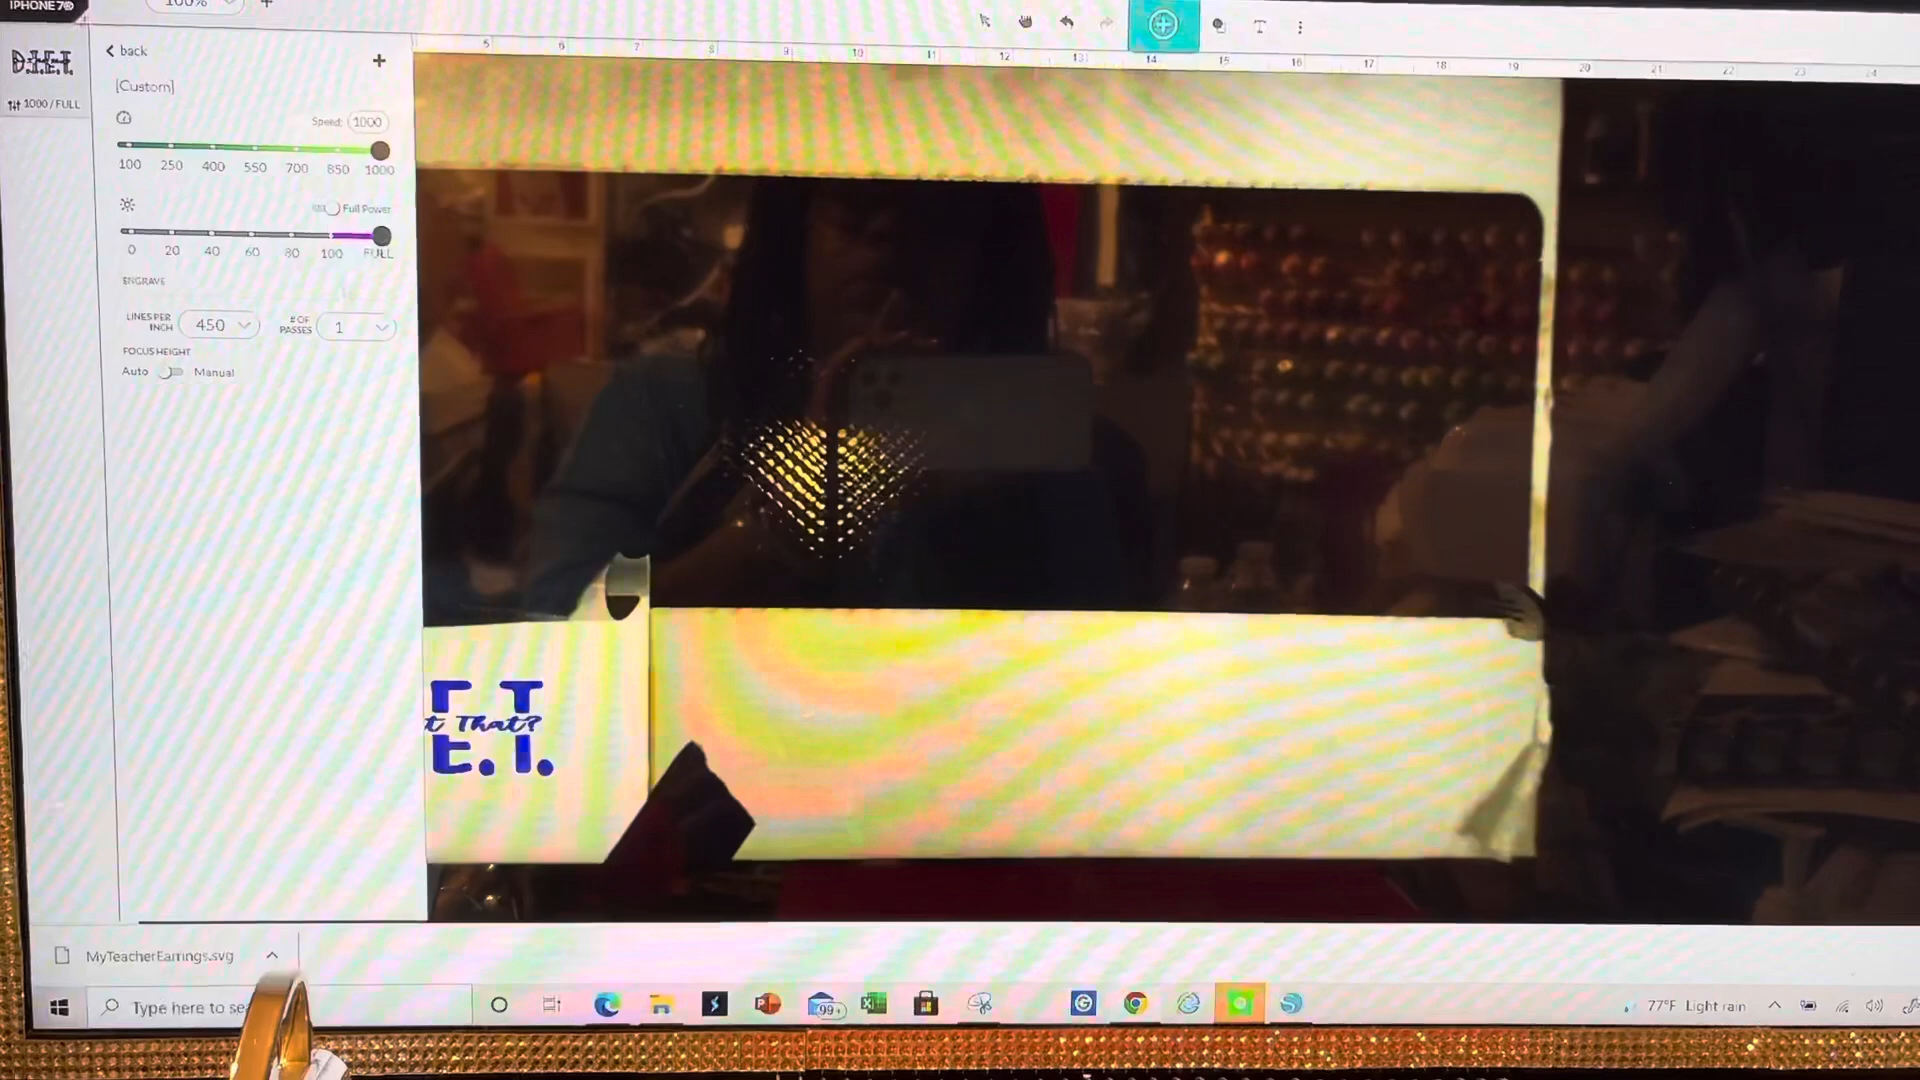 IPHONE7®
100%
D.I.E.T.
1000 / FULL
back
[Custom]
Speed: 1000
100 250 400 550 700 850 1000
Full Power
0 20 40 60 80 100 FULL
ENGRAVE
LINES PER INCH 450 # OF PASSES 1
FOCUS HEIGHT
Auto Manual
5 6 7 8 9 10 11 12 13 14 15 16 17 18 19 20 21 22 23 24
t That?
E.T.
MyTeacherEarrings.svg
Type here to sea
99+
77°F Light rain